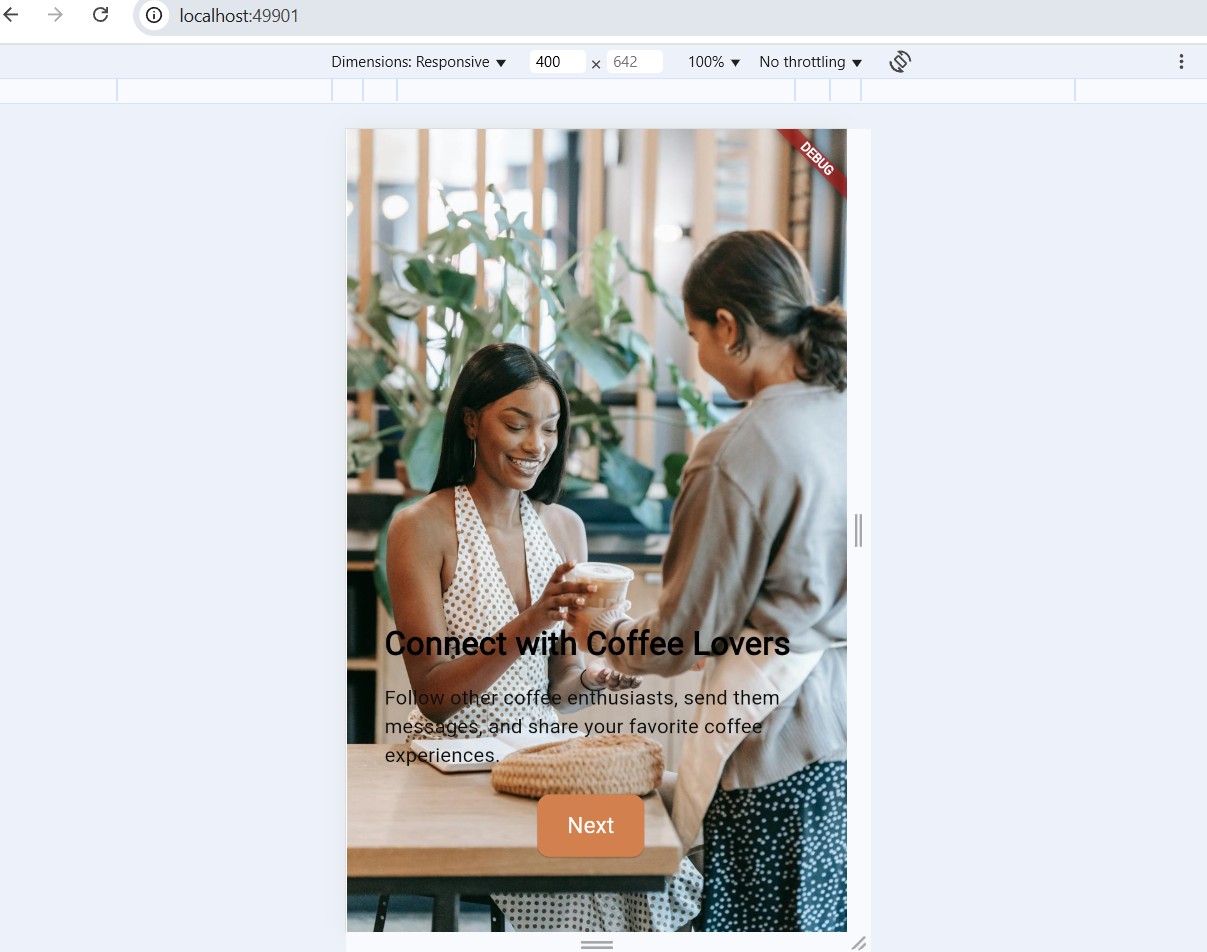 localhost:49901
Dimensions: Responsive 400 × 642 100% No throttling
DEBUG
Connect with Coffee Lovers
Follow other coffee enthusiasts, send them
messages, and share your favorite coffee
experiences.
Next